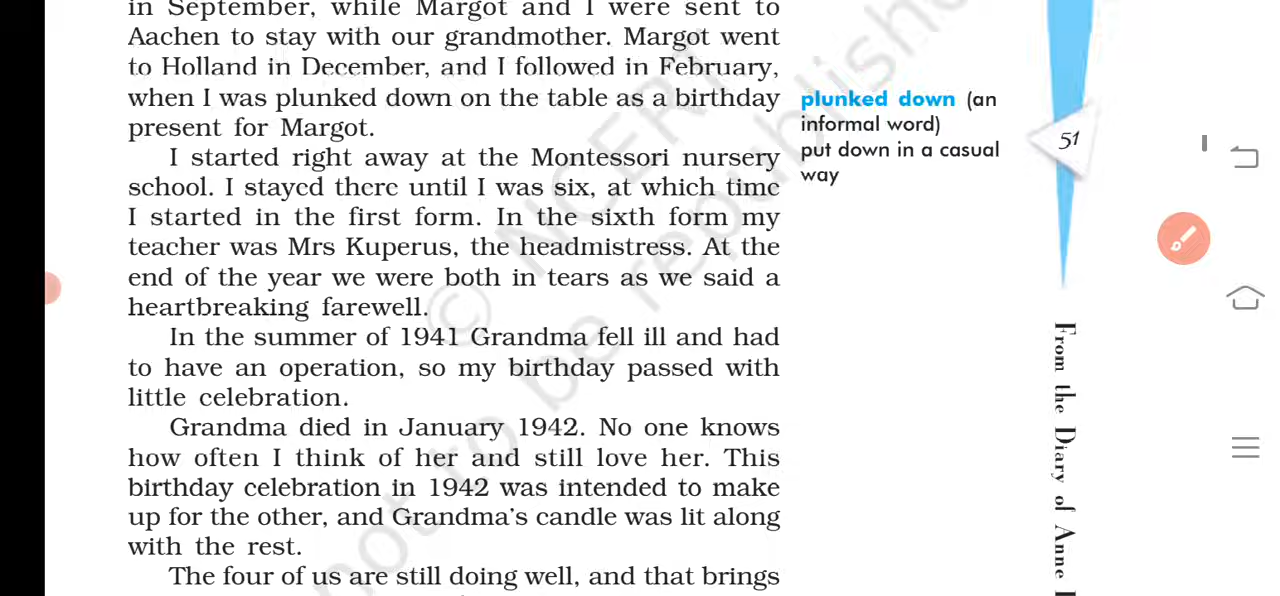 in September, while Margot and I were sent to
Aachen to stay with our grandmother. Margot went
to Holland in December, and I followed in February,
when I was plunked down on the table as a birthday
present for Margot.
I started right away at the Montessori nursery
school. I stayed there until I was six, at which time
I started in the first form. In the sixth form my
teacher was Mrs Kuperus, the headmistress. At the
end of the year we were both in tears as we said a
heartbreaking farewell.
In the summer of 1941 Grandma fell ill and had
to have an operation, so my birthday passed with
little celebration.
Grandma died in January 1942. No one knows
how often I think of her and still love her. This
birthday celebration in 1942 was intended to make
up for the other, and Grandma's candle was lit along
with the rest.
The four of us are still doing well, and that brings
plunked down (an
informal word)
put down in a casual
way
51
From the Diary of Anne
© NCERT
not to be republish